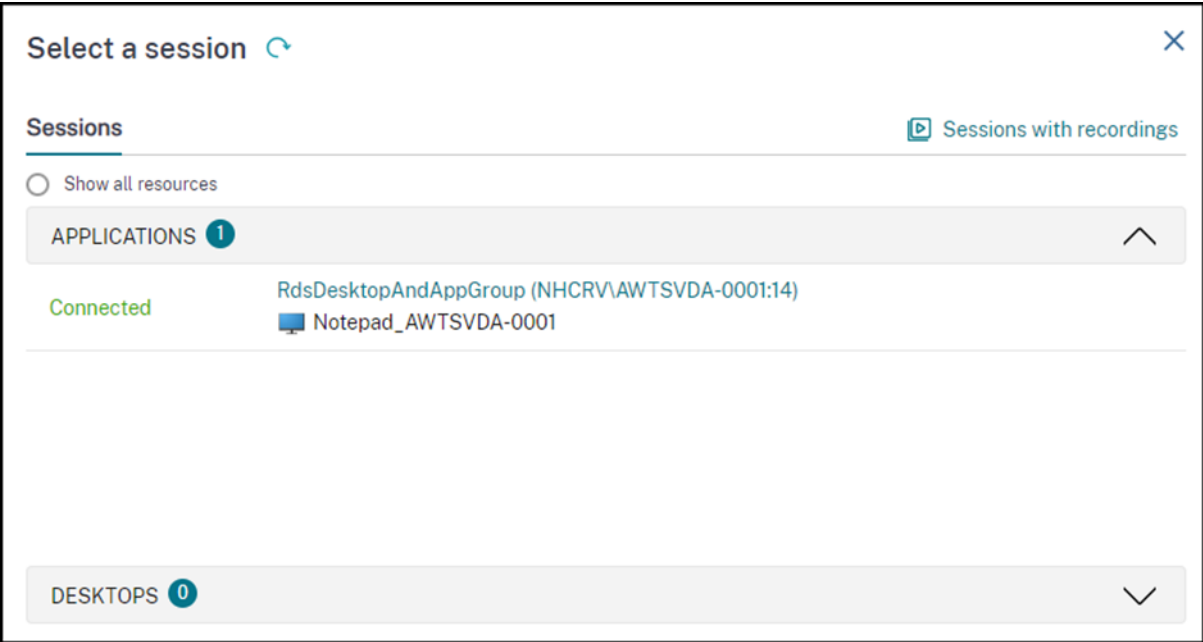 Select a session
Sessions
Sessions with recordings
Show all resources
APPLICATIONS 1
Connected
RdsDesktopAndAppGroup (NHCRV\AWTSVDA-0001:14)
Notepad_AWTSVDA-0001
DESKTOPS 0